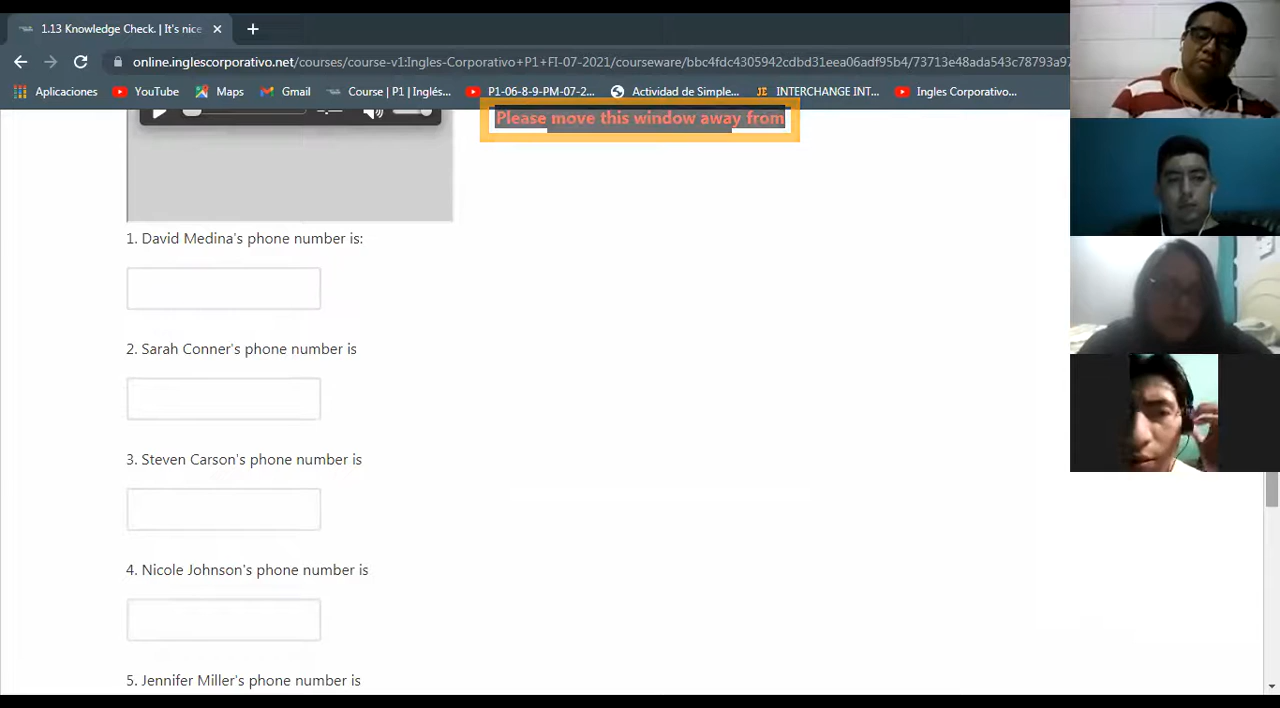 1.13 Knowledge Check. | It's nice
online.inglescorporativo.net/courses/course-v1:Ingles-Corporativo+P1+FI-07-2021/courseware/bbc4fdc4305942cdbd31eea06adf95b4/73713e48ada543c78793a97
Aplicaciones YouTube Maps Gmail Course | P1 | Inglés... P1-06-8-9-PM-07-2... Actividad de Simple... INTERCHANGE INT... Ingles Corporativo...
Please move this window away from
1. David Medina's phone number is:
2. Sarah Conner's phone number is
3. Steven Carson's phone number is
4. Nicole Johnson's phone number is
5. Jennifer Miller's phone number is